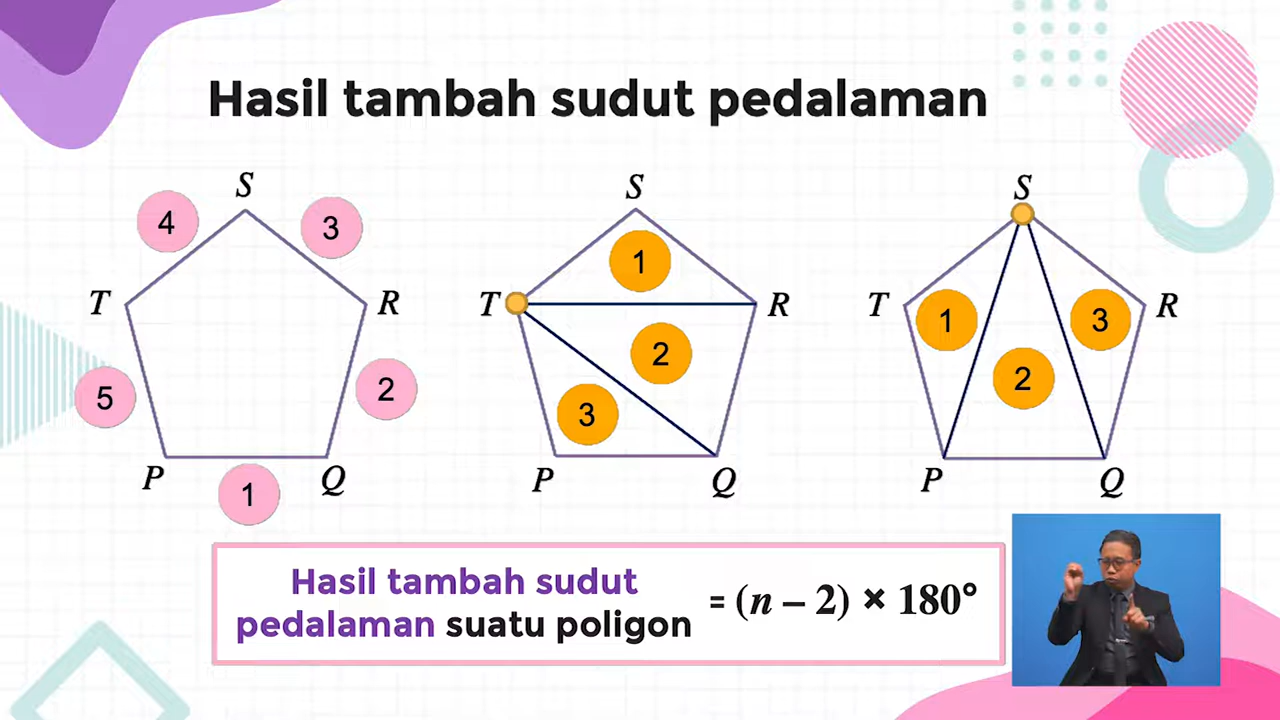 Hasil tambah sudut pedalaman
S
4
3
T
R
5
2
P
Q
1
S
1
T
R
2
3
P
Q
S
T
R
1
3
2
P
Q
Hasil tambah sudut
pedalaman suatu poligon
= (n – 2) × 180°